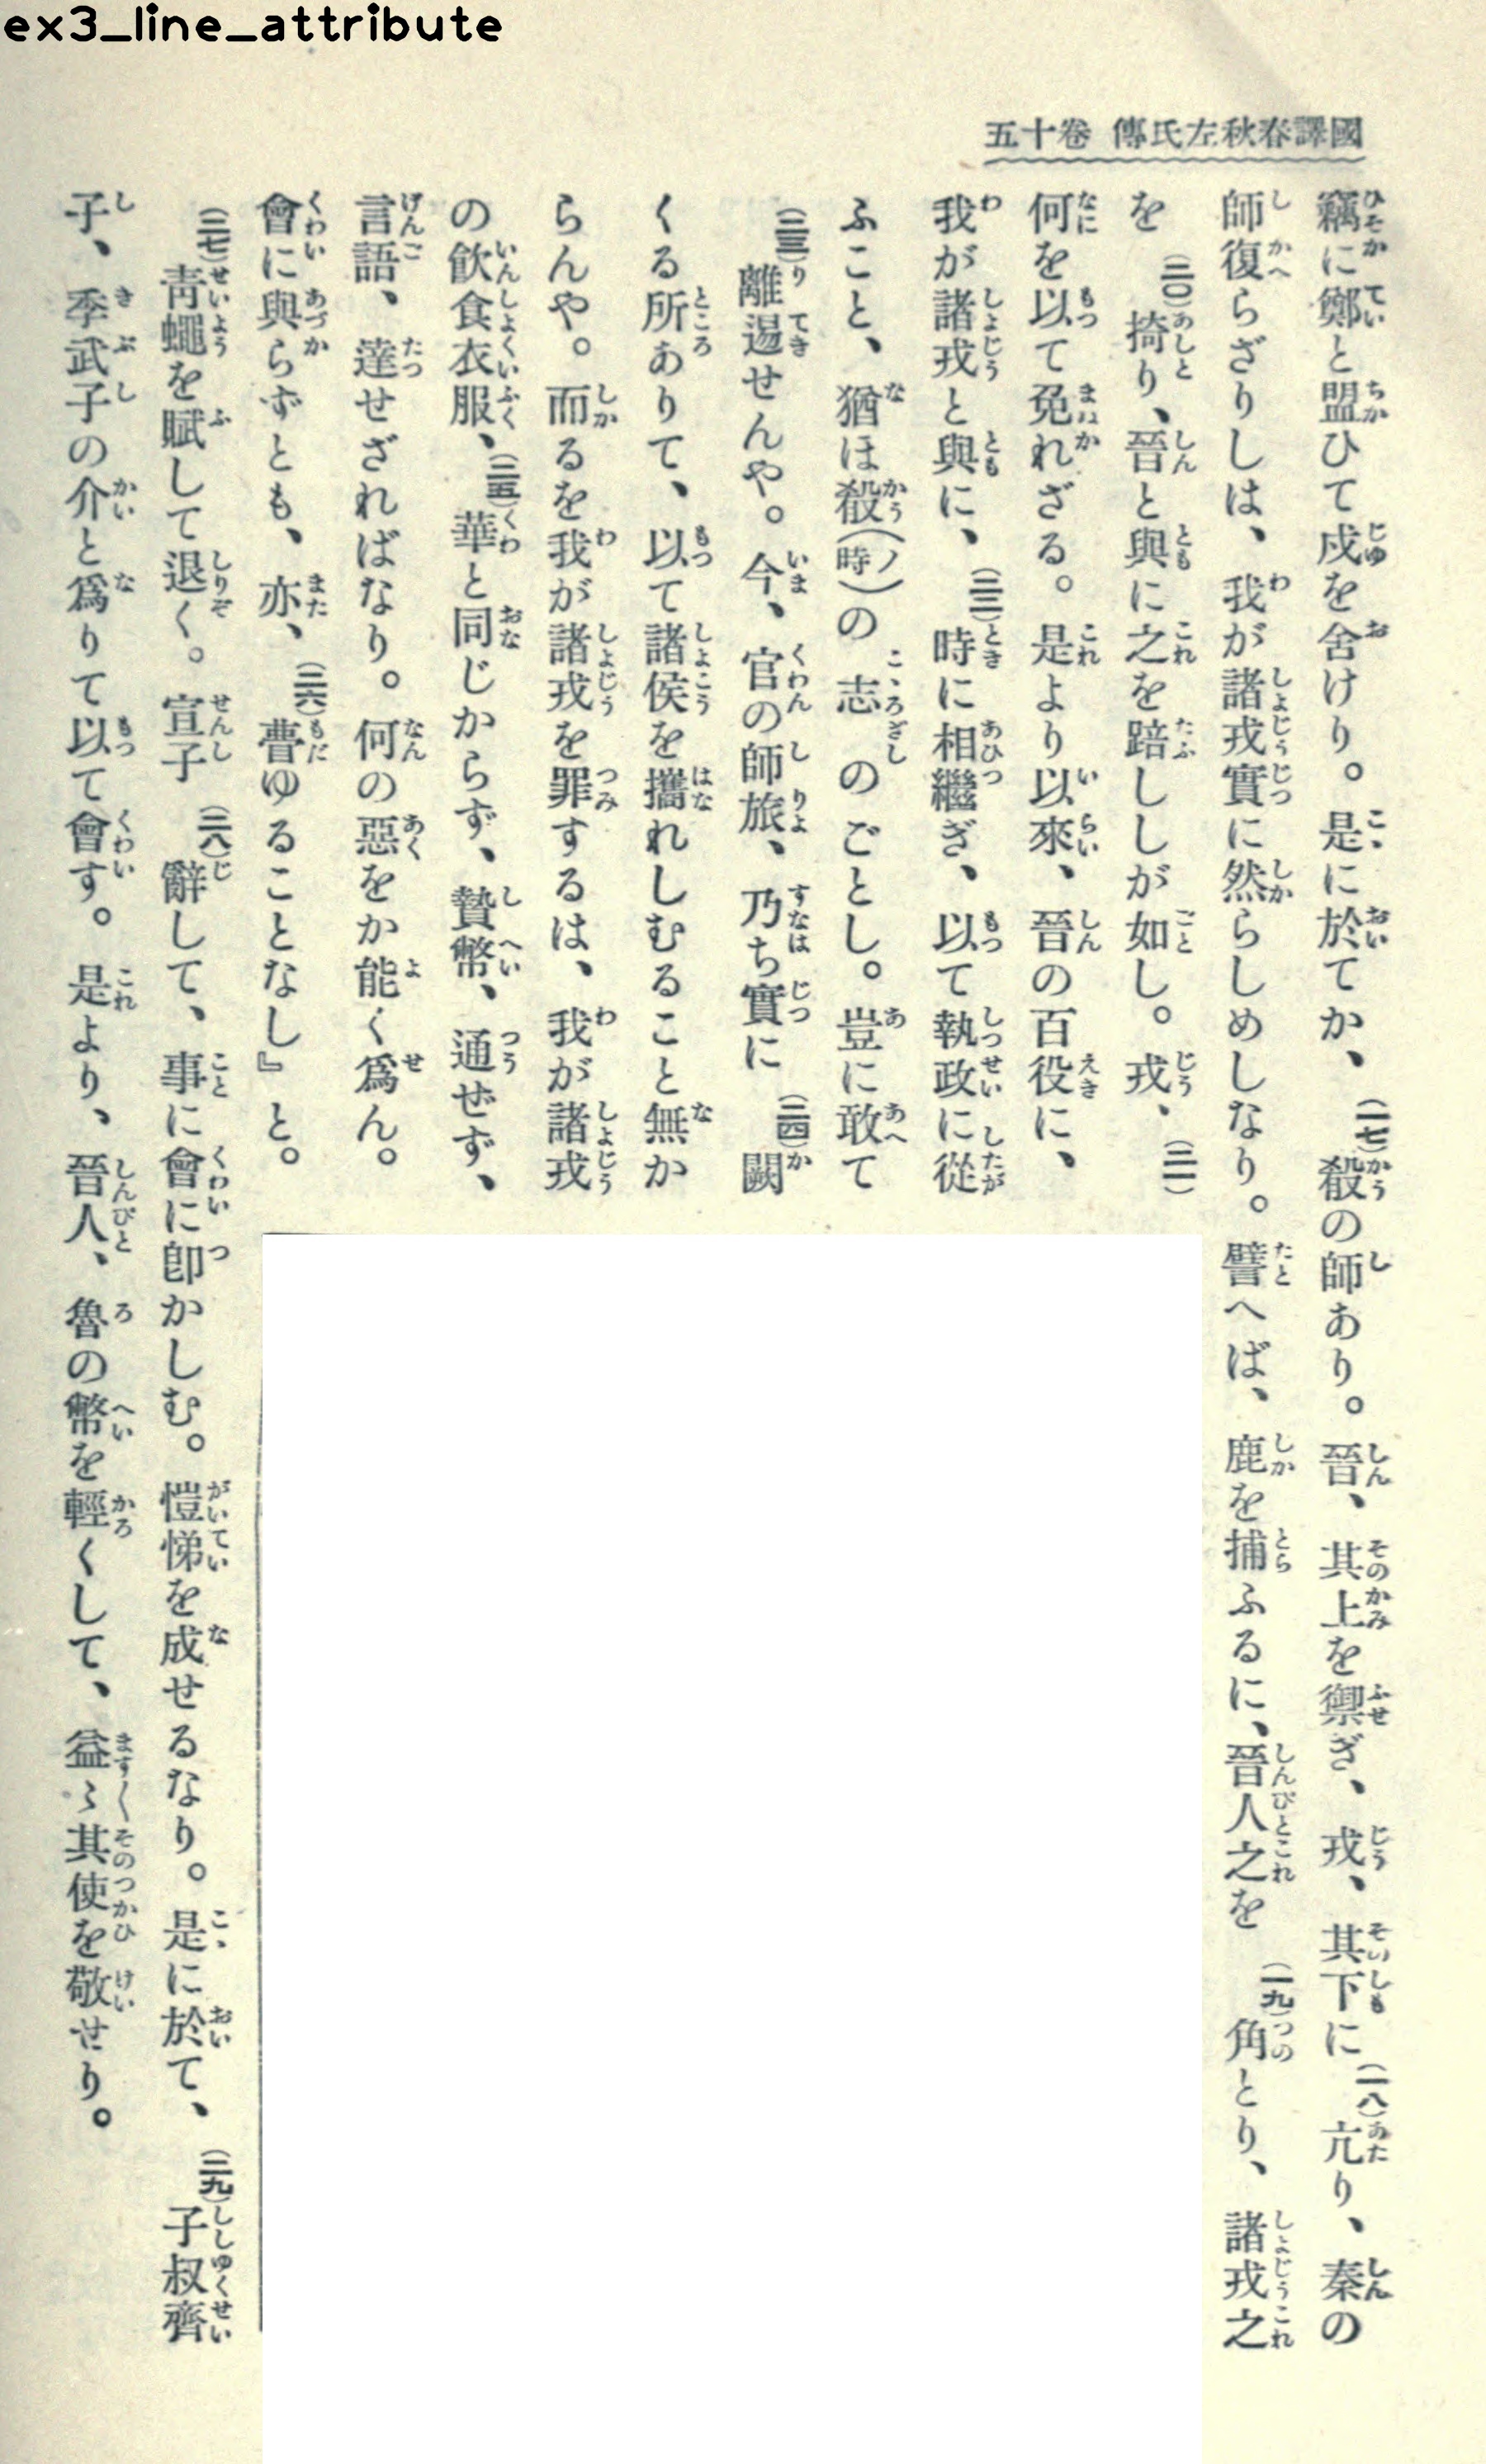 ex3_line_attribute
國譯春秋左氏傳 卷十五
竊に鄭と盟ひて戍を舍けり。是に於てか、(一七)殽の師あり。晉、其上を禦ぎ、戎、其下に(一八)亢り、秦の
師復らざりしは、我が諸戎實に然らしめしなり。譬へば、鹿を捕ふるに、晉人之を(一九)角とり、諸戎之
を(二〇)掎り、晉と與に之を踣ししが如し。戎、(二一)
何を以て免れざる。是より以來、晉の百役に、
我が諸戎と與に、(二二)時に相繼ぎ、以て執政に從
ふこと、猶ほ殽(時ノ)の志のごとし。豈に敢て
(二三)離逷せんや。今、官の師旅、乃ち實に(二四)闕
くる所ありて、以て諸侯を攜れしむること無か
らんや。而るを我が諸戎を罪するは、我が諸戎
の飮食衣服、(二五)華と同じからず、贄幣、通ぜず、
言語、達せざればなり。何の惡をか能く爲ん。
會に與らずとも、亦、(二六)瞢ゆることなし』と。
(二七)靑蠅を賦して退く。宣子(二八)辭して、事に會に卽かしむ。愷悌を成せるなり。是に於て、(二九)子叔齊
子、季武子の介と爲りて以て會す。是より、晉人、魯の幣を輕くして、益〻其使を敬せり。